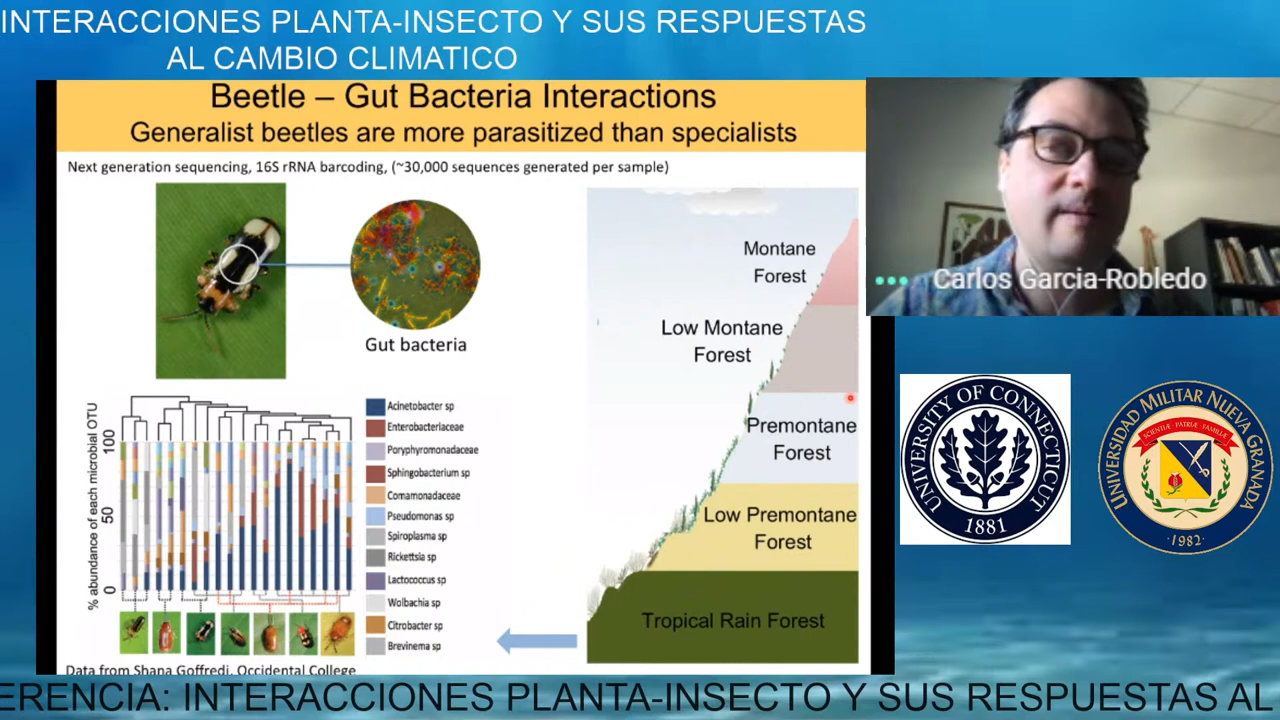 INTERACCIONES PLANTA-INSECTO Y SUS RESPUESTAS
AL CAMBIO CLIMATICO
Beetle – Gut Bacteria Interactions
Generalist beetles are more parasitized than specialists
Next generation sequencing, 16S rRNA barcoding, (~30,000 sequences generated per sample)
Gut bacteria
% abundance of each microbial OTU
100
50
0
Acinetobacter sp
Enterobacteriaceae
Poryphyromonadaceae
Sphingobacterium sp
Comamonadaceae
Pseudomonas sp
Spiroplasma sp
Rickettsia sp
Lactococcus sp
Wolbachia sp
Citrobacter sp
Brevinema sp
Data from Shana Goffredi, Occidental College
Montane
Forest
Low Montane
Forest
Premontane
Forest
Low Premontane
Forest
Tropical Rain Forest
Carlos Garcia-Robledo
UNIVERSITY OF CONNECTICUT
1881
UNIVERSIDAD MILITAR NUEVA GRANADA
SCIENTIÆ PATRIÆ FAMILIÆ
·1982·
ERENCIA: INTERACCIONES PLANTA-INSECTO Y SUS RESPUESTAS AL